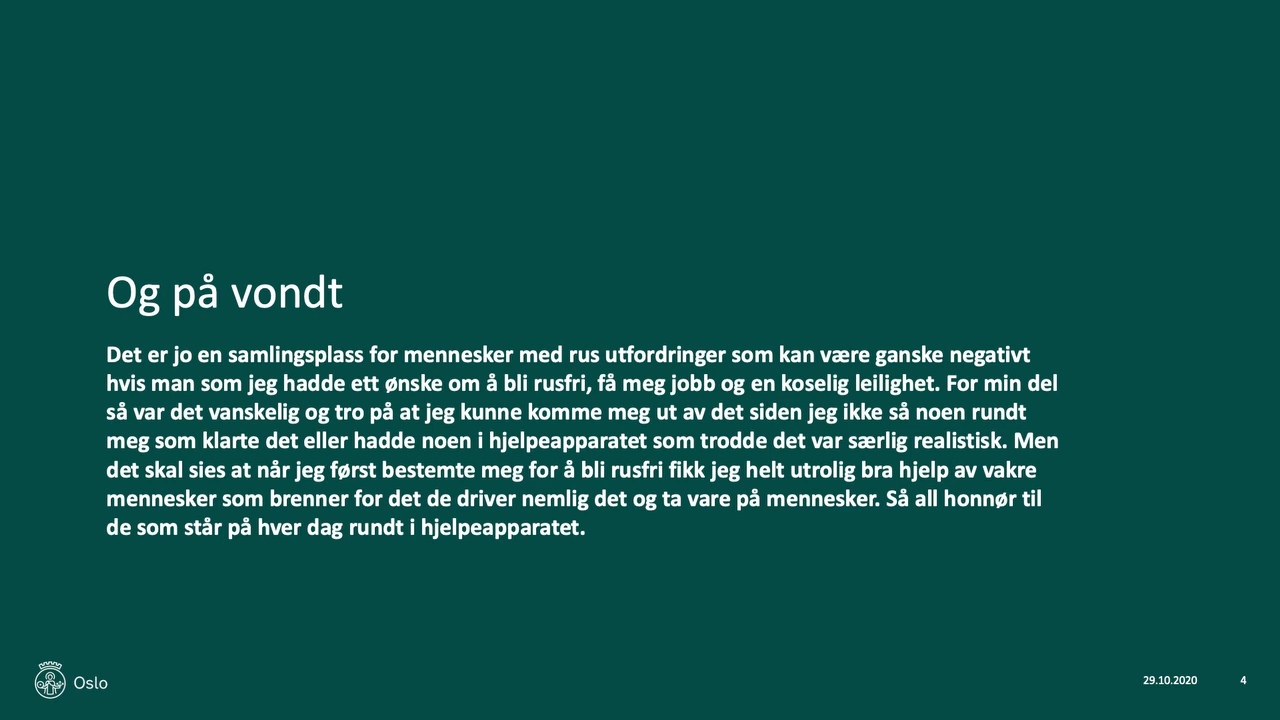 Og på vondt
Det er jo en samlingsplass for mennesker med rus utfordringer som kan være ganske negativt
hvis man som jeg hadde ett ønske om å bli rusfri, få meg jobb og en koselig leilighet. For min del
så var det vanskelig og tro på at jeg kunne komme meg ut av det siden jeg ikke så noen rundt
meg som klarte det eller hadde noen i hjelpeapparatet som trodde det var særlig realistisk. Men
det skal sies at når jeg først bestemte meg for å bli rusfri fikk jeg helt utrolig bra hjelp av vakre
mennesker som brenner for det de driver nemlig det og ta vare på mennesker. Så all honnør til
de som står på hver dag rundt i hjelpeapparatet.
Oslo
29.10.2020
4